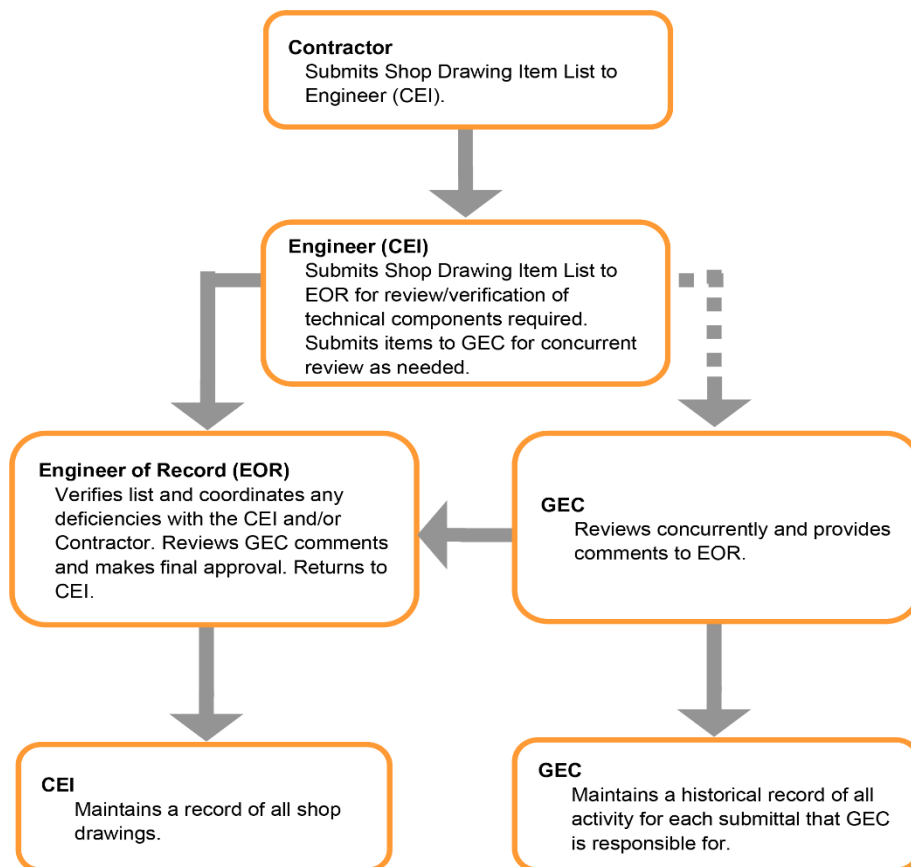 Contractor
Submits Shop Drawing Item List to
Engineer (CEI).
Engineer (CEI)
Submits Shop Drawing Item List to
EOR for review/verification of
technical components required.
Submits items to GEC for concurrent
review as needed.
Engineer of Record (EOR)
Verifies list and coordinates any
deficiencies with the CEI and/or
Contractor. Reviews GEC comments
and makes final approval. Returns to
CEI.
GEC
Reviews concurrently and provides
comments to EOR.
CEI
Maintains a record of all shop
drawings.
GEC
Maintains a historical record of all
activity for each submittal that GEC
is responsible for.